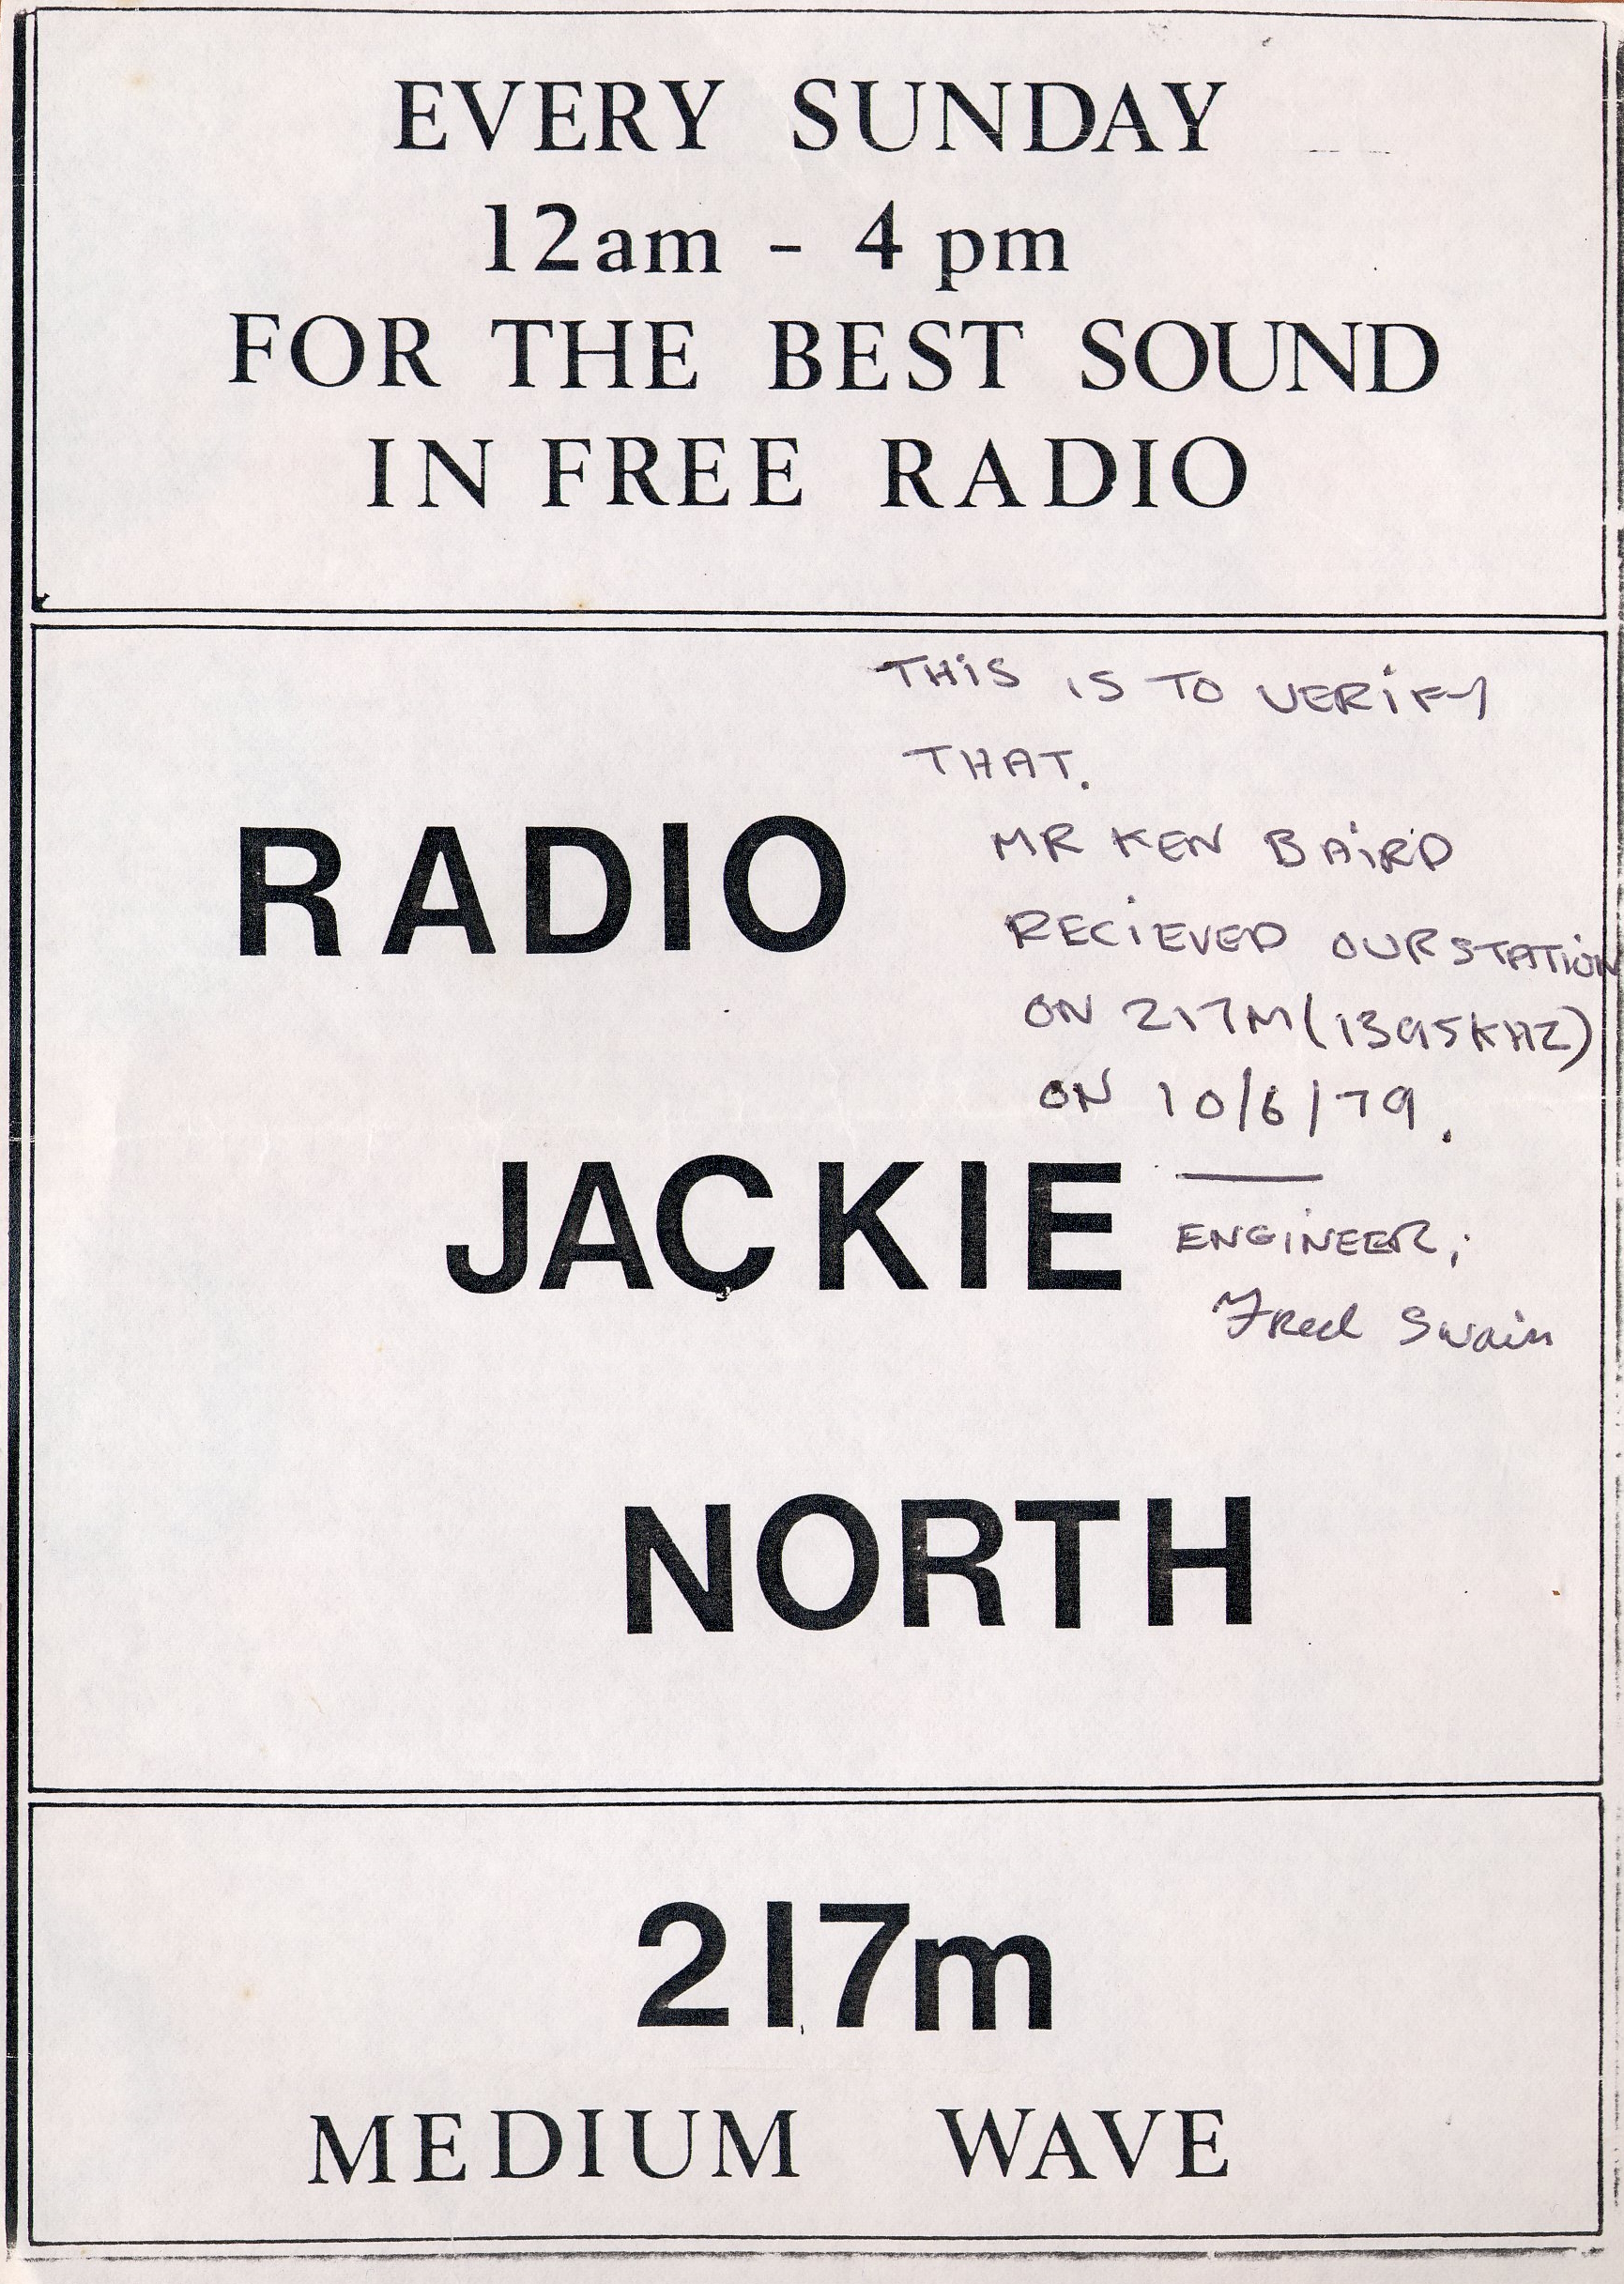 EVERY SUNDAY
12am - 4 pm
FOR THE BEST SOUND
IN FREE RADIO
THIS IS TO VERIFY
THAT.
MR KEN BAIRD
RECIEVED OUR STATION
ON 217M (1395KHZ)
ON 10/6/79.
ENGINEER,
Fred Swain
RADIO
JACKIE
NORTH
217m
MEDIUM WAVE